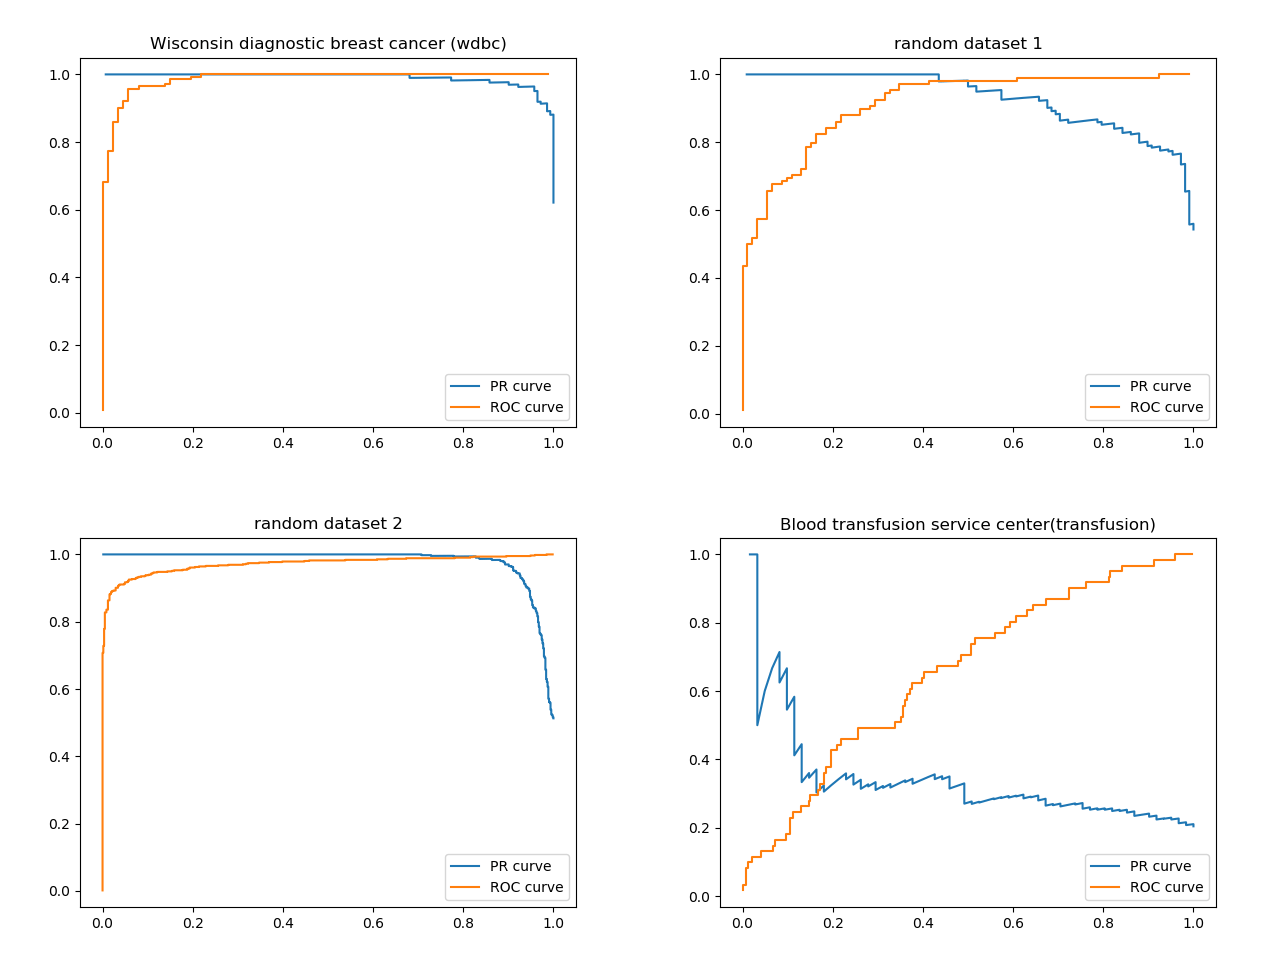 Wisconsin diagnostic breast cancer (wdbc)
1.0
0.8
0.6
0.4
0.2
0.0
0.0 0.2 0.4 0.6 0.8 1.0
PR curve
ROC curve
random dataset 1
1.0
0.8
0.6
0.4
0.2
0.0
0.0 0.2 0.4 0.6 0.8 1.0
PR curve
ROC curve
random dataset 2
1.0
0.8
0.6
0.4
0.2
0.0
0.0 0.2 0.4 0.6 0.8 1.0
PR curve
ROC curve
Blood transfusion service center(transfusion)
1.0
0.8
0.6
0.4
0.2
0.0
0.0 0.2 0.4 0.6 0.8 1.0
PR curve
ROC curve